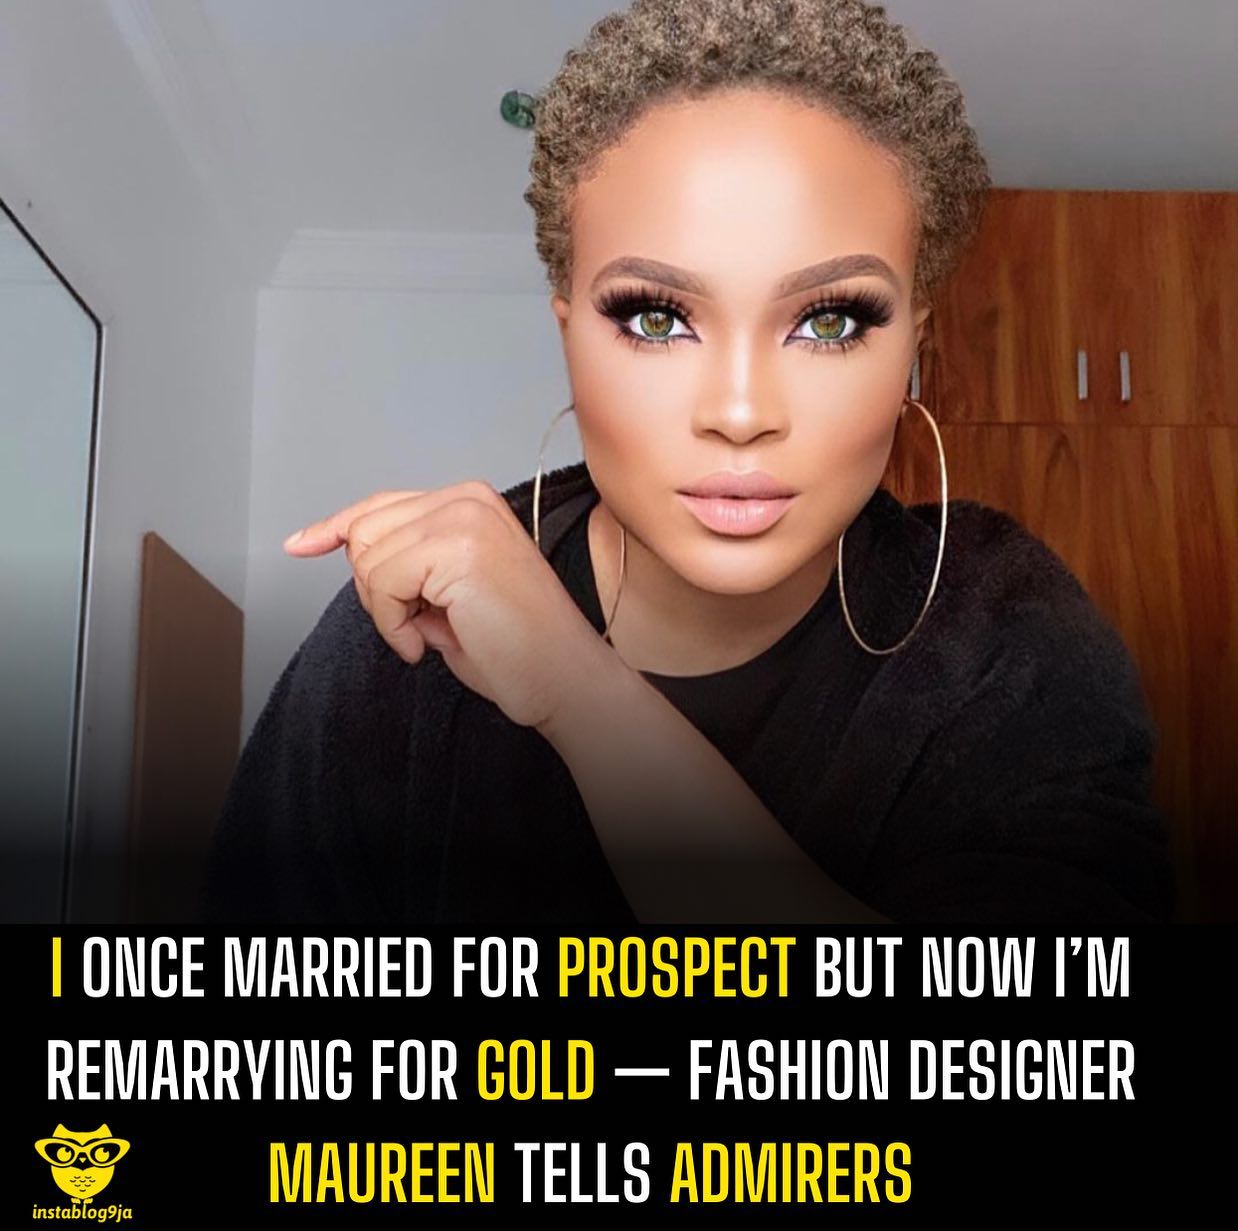 I ONCE MARRIED FOR PROSPECT BUT NOW I'M
REMARRYING FOR GOLD — FASHION DESIGNER
MAUREEN TELLS ADMIRERS
instablog9ja